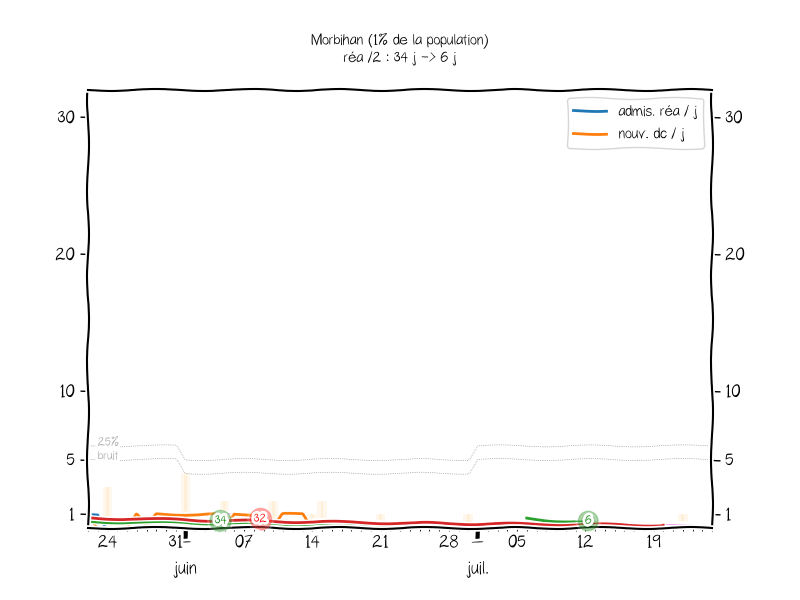 Morbihan (1% de la population)
réa /2 : 34 j -> 6 j
admis. réa / j
nouv. dc / j
30 30
20 20
10 10
25%
bruit
5 5
1 34 32 6 1
24 31 07 14 21 28 05 12 19
juin juil.